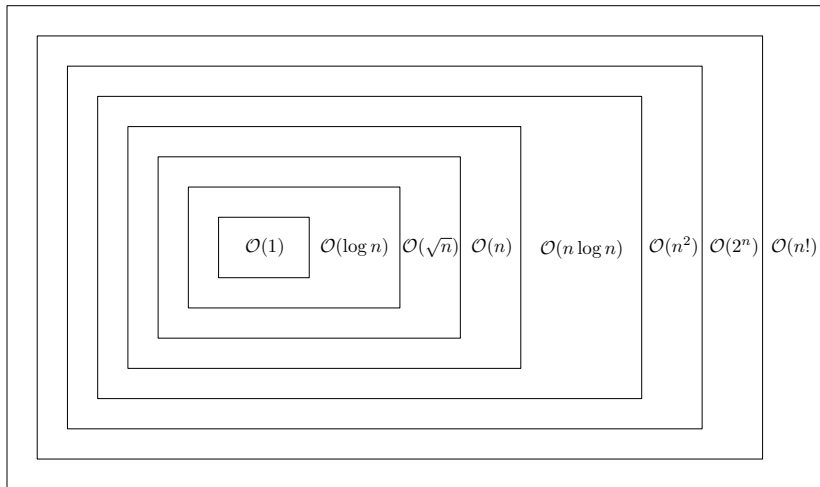 𝒪(1) 𝒪(log n) 𝒪(√n) 𝒪(n) 𝒪(n log n) 𝒪(n²) 𝒪(2ⁿ) 𝒪(n!)